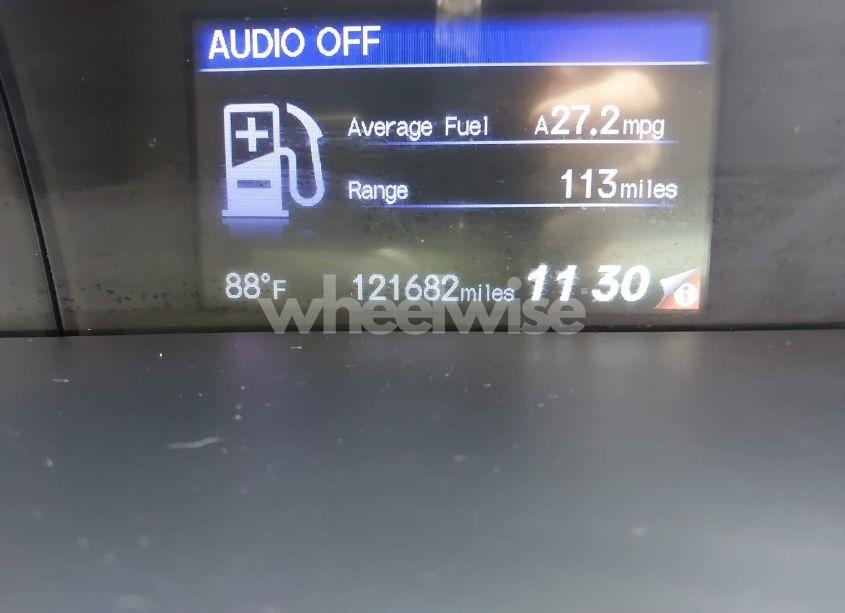 AUDIO OFF
Average Fuel A27.2mpg
Range 113miles
88°F 121682miles 11:30 i
wheelwise